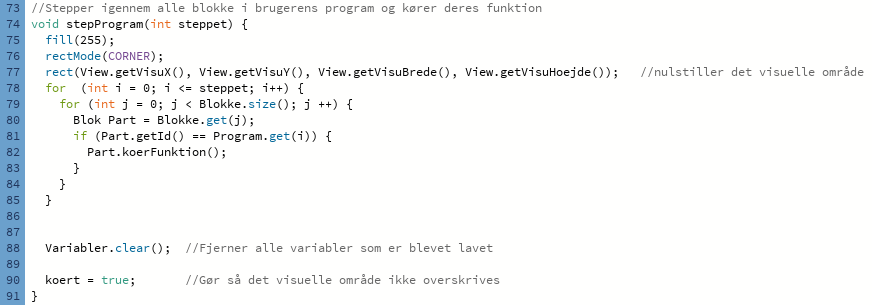 73 //Stepper igennem alle blokke i brugerens program og kører deres funktion
74 void stepProgram(int steppet) {
75   fill(255);
76   rectMode(CORNER);
77   rect(View.getVisuX(), View.getVisuY(), View.getVisuBrede(), View.getVisuHoejde());   //nulstiller det visuelle område
78   for  (int i = 0; i <= steppet; i++) {
79     for (int j = 0; j < Blokke.size(); j ++) {
80       Blok Part = Blokke.get(j);
81       if (Part.getId() == Program.get(i)) {
82         Part.koerFunktion();
83       }
84     }
85   }
86
87
88   Variabler.clear();  //Fjerner alle variabler som er blevet lavet
89
90   koert = true;       //Gør så det visuelle område ikke overskrives
91 }